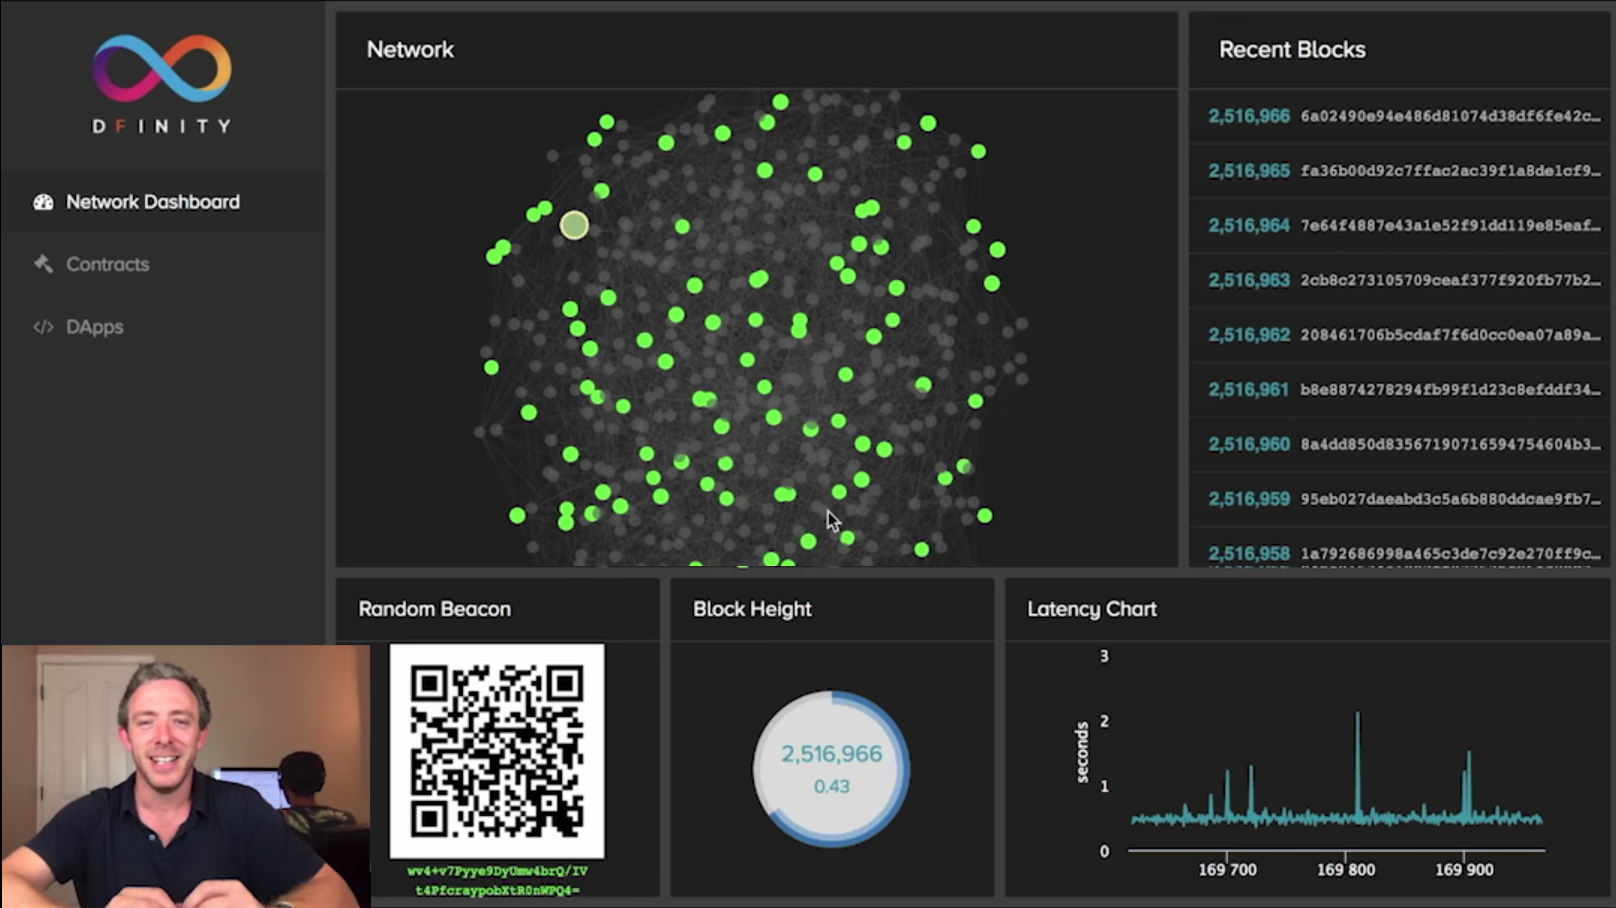 DFINITY
Network Dashboard
Contracts
DApps
Network
Recent Blocks
2,516,966 6a02490e94e486d81074d38df6fe42c…
2,516,965 fa36b00d92c7ffac2ac39f1a8de1cf9…
2,516,964 7e64f4887e43a1e52f91dd119e85eaf…
2,516,963 2cb8c273105709ceaf377f920fb77b2…
2,516,962 208461706b5cdaf7f6d0cc0ea07a89a…
2,516,961 b8e8874278294fb99f1d23c8efddf34…
2,516,960 8a4dd850d83567190716594754604b3…
2,516,959 95eb027daeabd3c5a6b880ddcae9fb7…
2,516,958 1a792686998a465c3de7c92e270ff9c…
Random Beacon
wv4+v7Pyye9DyUmw4brQ/IV
t4PfcraypobXtR0nWPQ4=
Block Height
2,516,966
0.43
Latency Chart
seconds
3
2
1
0
169 700 169 800 169 900